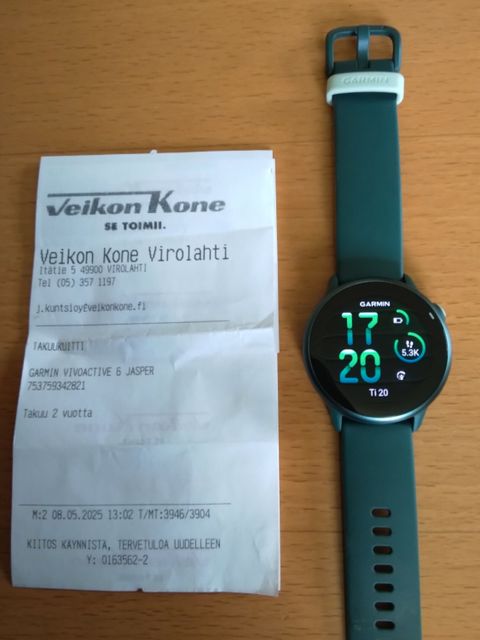 Veikon Kone
SE TOIMII.
Veikon Kone Virolahti
Itätie 5 49900 VIROLAHTI
Tel (05) 357 1197
j.kuntsioy@veikonkone.fi
TAKUUKUITTI
GARMIN VIVOACTIVE 6 JASPER
753759342821
Takuu 2 vuotta
M:2 08.05.2025 13:02 T/MT:3946/3904
KIITOS KÄYNNISTÄ, TERVETULOA UUDELLEEN
Y: 0163562-2
GARMIN
GARMIN
17
20
5.3K
Ti 20